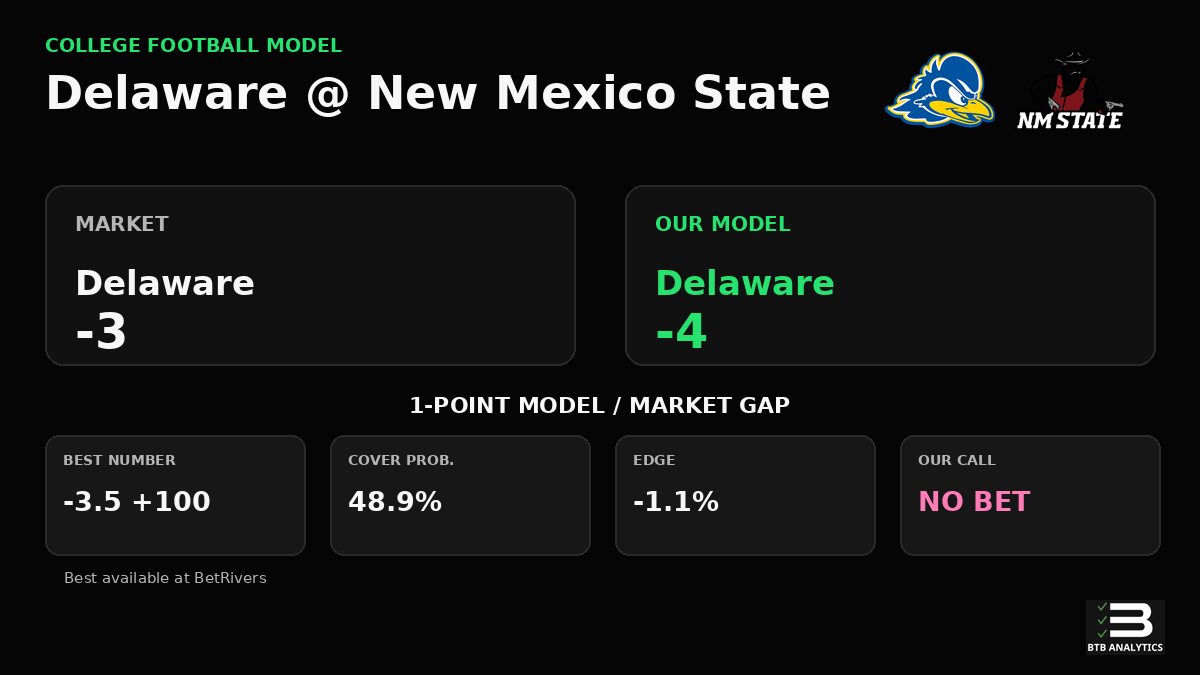 COLLEGE FOOTBALL MODEL
Delaware @ New Mexico State
NM STATE
MARKET
Delaware
-3
OUR MODEL
Delaware
-4
1-POINT MODEL / MARKET GAP
BEST NUMBER
-3.5 +100
COVER PROB.
48.9%
EDGE
-1.1%
OUR CALL
NO BET
Best available at BetRivers
B
BTB ANALYTICS